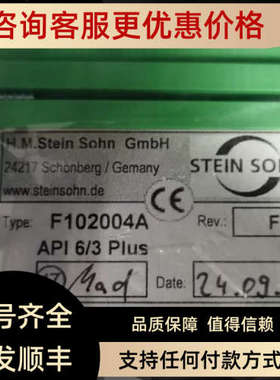 咨询客服更优惠价格
H.M.Stein Sohn GmbH
24217 Schonberg / Gemany
www.steinsohn.de
STEIN SOHN
CE
Type: F102004A
Rev.: F
API 6/3 Plus
Date: 24.09.
号齐全
品质保障 值得信赖
发顺丰
支持任何付款方式